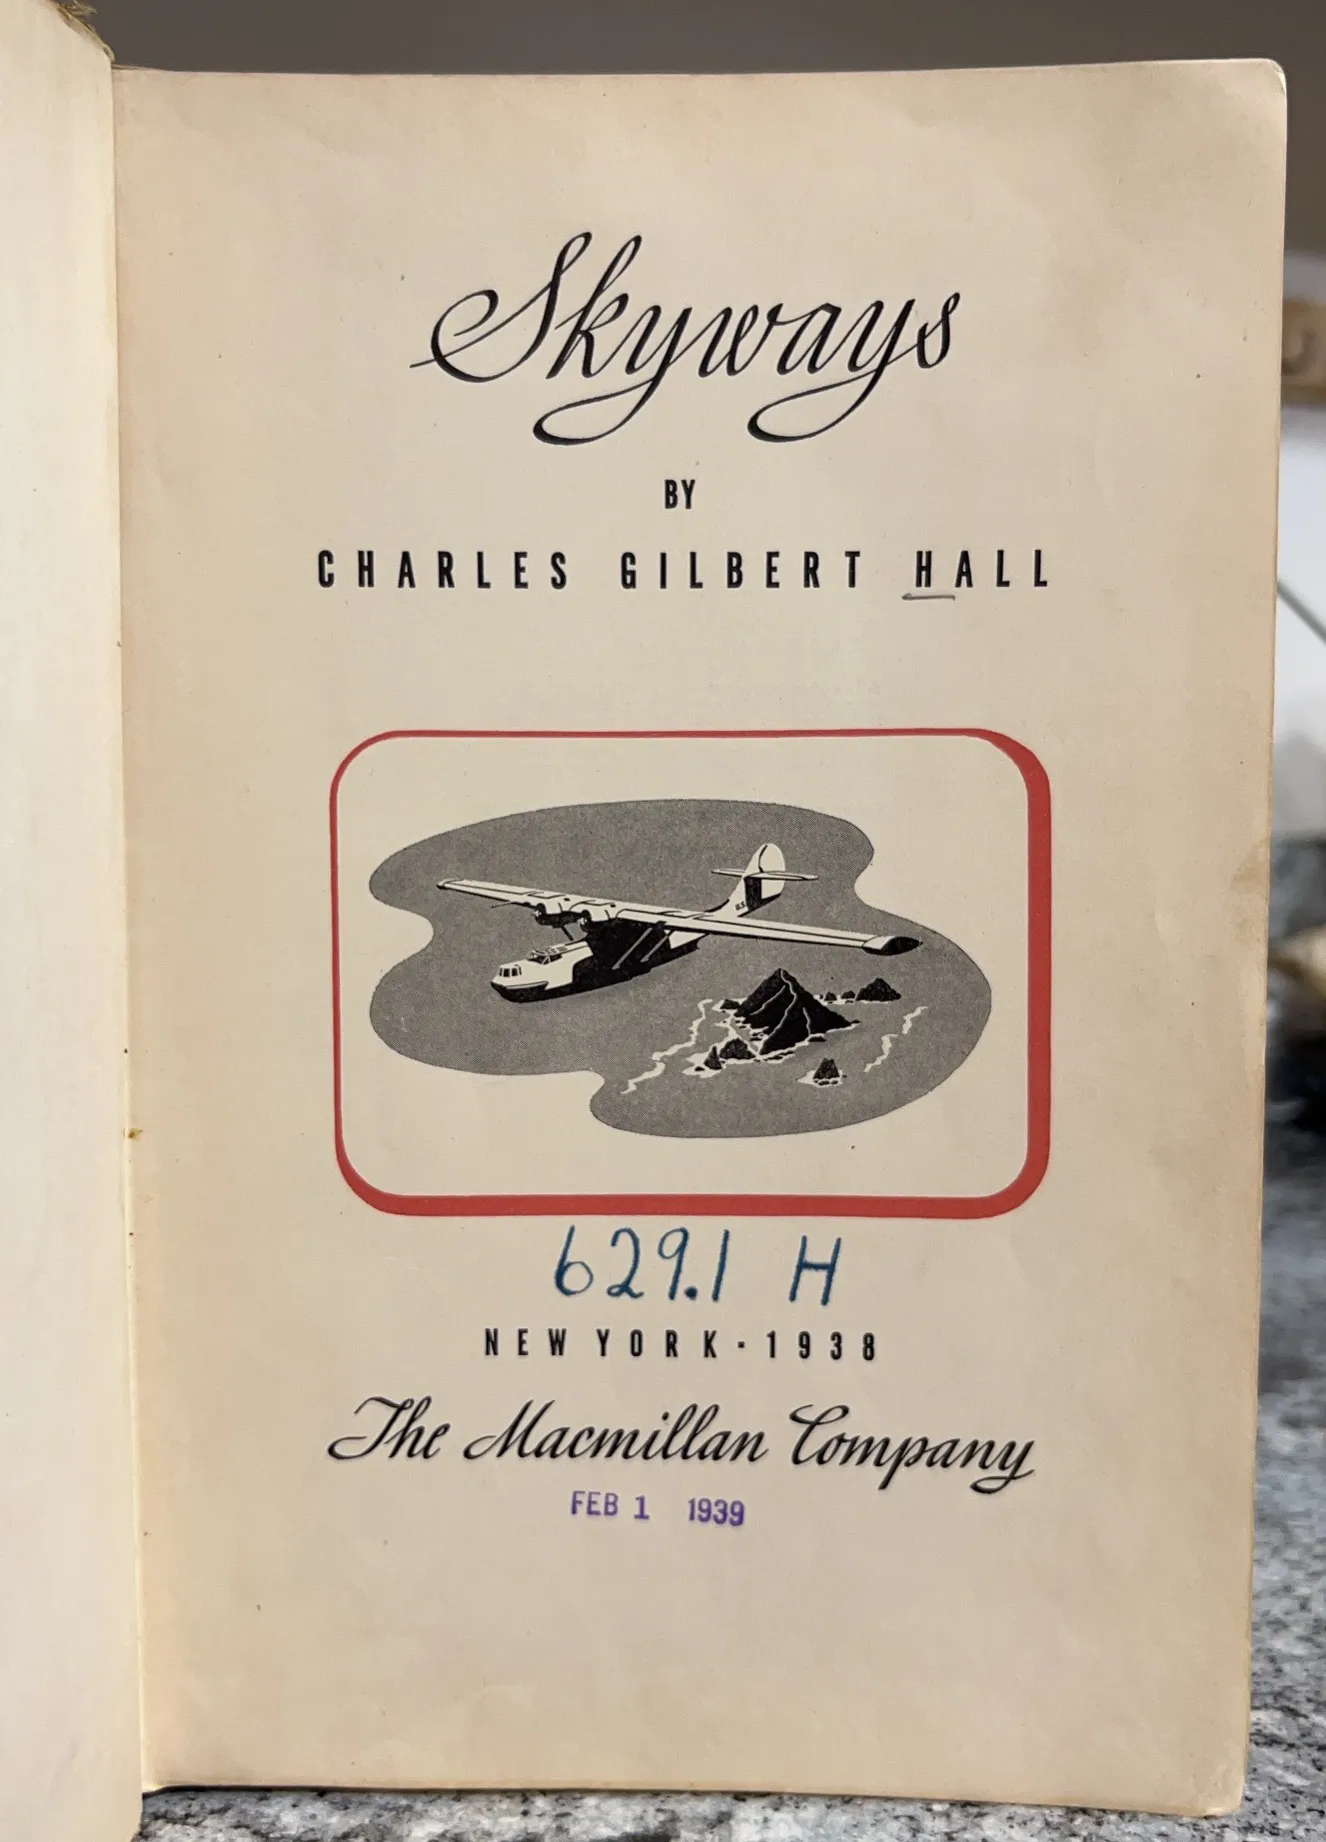 Skyways
BY
CHARLES GILBERT HALL
U.S.
629.1 H
NEW YORK · 1938
The Macmillan Company
FEB 1 1939